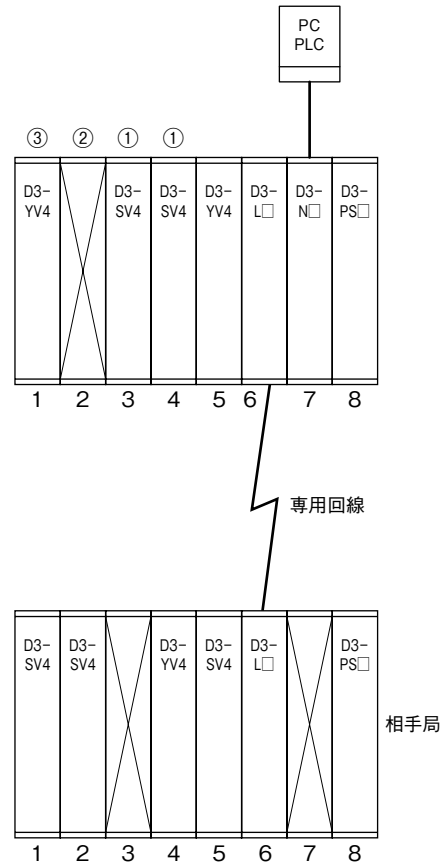 PC
PLC
③ ② ① ①
D3-
YV4
D3-
SV4
D3-
SV4
D3-
YV4
D3-
L□
D3-
N□
D3-
PS□
1 2 3 4 5 6 7 8
専用回線
D3-
SV4
D3-
SV4
D3-
YV4
D3-
SV4
D3-
L□
D3-
PS□
相手局
1 2 3 4 5 6 7 8